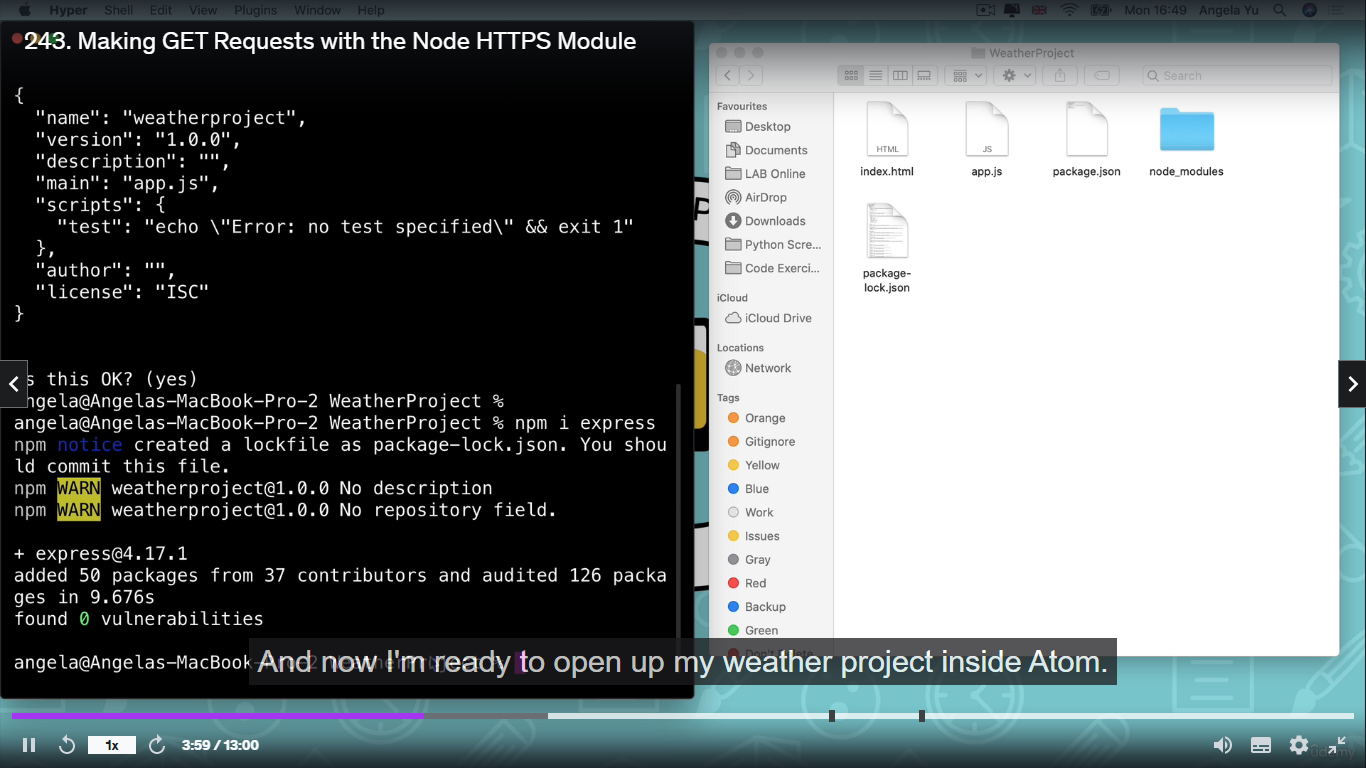 Hyper Shell Edit View Plugins Window Help
Mon 16:49 Angela Yu
243. Making GET Requests with the Node HTTPS Module
{
"name": "weatherproject",
"version": "1.0.0",
"description": "",
"main": "app.js",
"scripts": {
"test": "echo \"Error: no test specified\" && exit 1"
},
"author": "",
"license": "ISC"
}
s this OK? (yes)
ngela@Angelas-MacBook-Pro-2 WeatherProject %
angela@Angelas-MacBook-Pro-2 WeatherProject % npm i express
npm notice created a lockfile as package-lock.json. You shou
ld commit this file.
npm WARN weatherproject@1.0.0 No description
npm WARN weatherproject@1.0.0 No repository field.
+ express@4.17.1
added 50 packages from 37 contributors and audited 126 packa
ges in 9.676s
found 0 vulnerabilities
angela@Angelas-MacBook-Pro-2
WeatherProject
Search
Favourites
Desktop
Documents
LAB Online
AirDrop
Downloads
Python Scre...
Code Exerci...
iCloud
iCloud Drive
Locations
Network
Tags
Orange
Gitignore
Yellow
Blue
Work
Issues
Gray
Red
Backup
Green
HTML
index.html
JS
app.js
package.json
node_modules
package-
lock.json
And now I'm ready to open up my weather project inside Atom.
1x
3:59 / 13:00
udemy